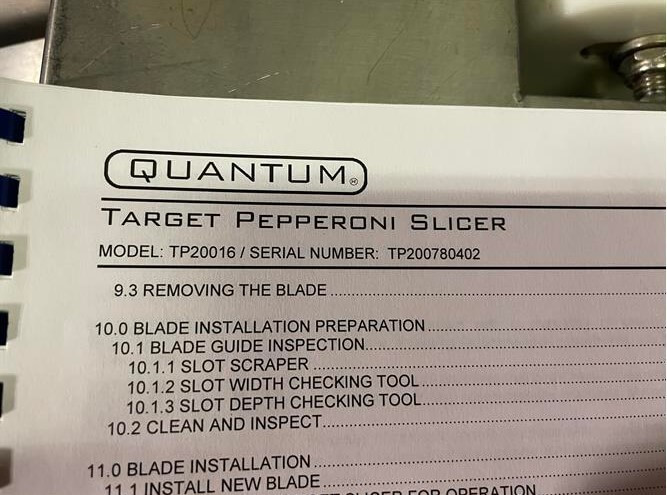 QUANTUM®
TARGET PEPPERONI SLICER
MODEL: TP20016 / SERIAL NUMBER: TP200780402
9.3 REMOVING THE BLADE
10.0 BLADE INSTALLATION PREPARATION
10.1 BLADE GUIDE INSPECTION
10.1.1 SLOT SCRAPER
10.1.2 SLOT WIDTH CHECKING TOOL
10.1.3 SLOT DEPTH CHECKING TOOL
10.2 CLEAN AND INSPECT
11.0 BLADE INSTALLATION
11.1 INSTALL NEW BLADE
SLICER FOR OPERATION